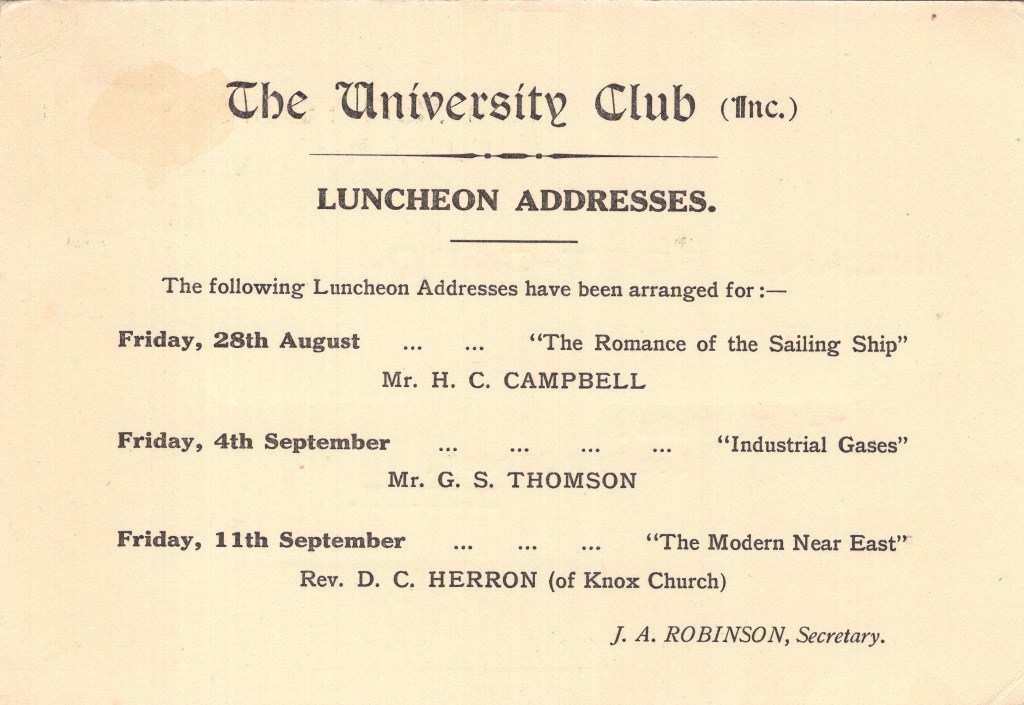 The University Club (Inc.)
LUNCHEON ADDRESSES.
The following Luncheon Addresses have been arranged for:—
Friday, 28th August ... ... "The Romance of the Sailing Ship"
Mr. H. C. CAMPBELL
Friday, 4th September ... ... ... ... "Industrial Gases"
Mr. G. S. THOMSON
Friday, 11th September ... ... ... "The Modern Near East"
Rev. D. C. HERRON (of Knox Church)
J. A. ROBINSON, Secretary.